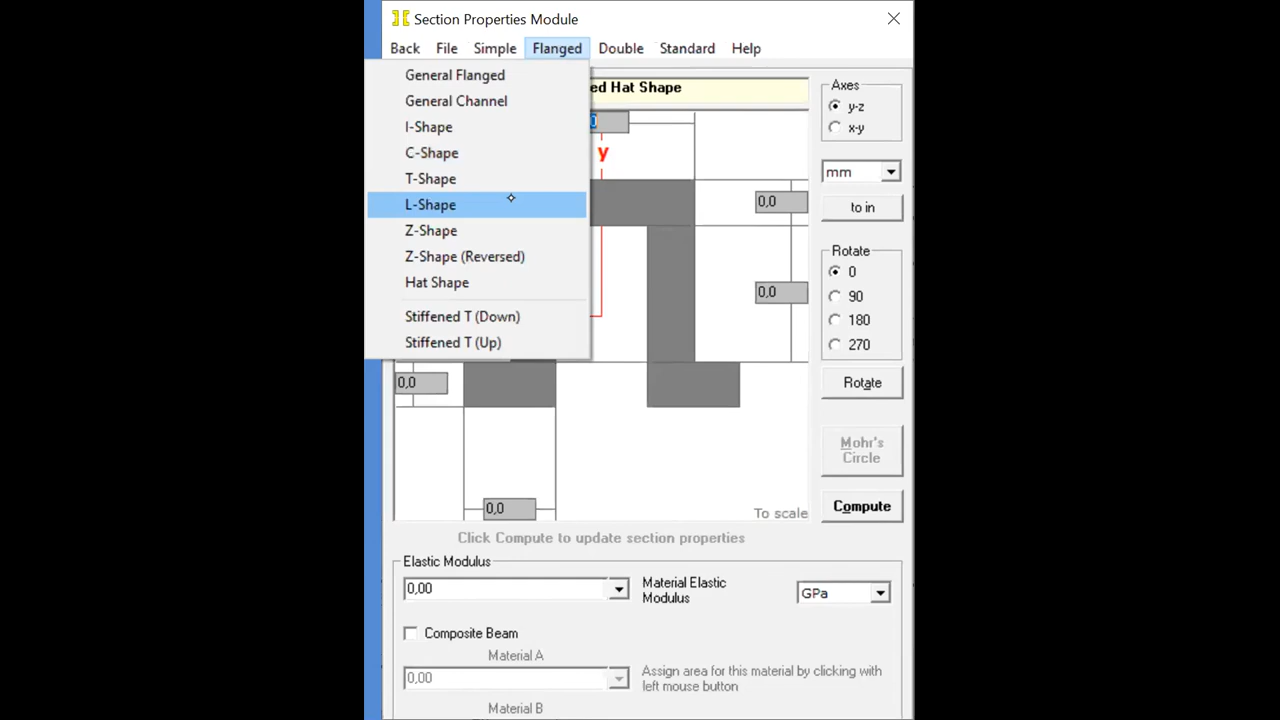 Section Properties Module
Back File Simple Flanged Double Standard Help
General Flanged
General Channel
I-Shape
C-Shape
T-Shape
L-Shape
Z-Shape
Z-Shape (Reversed)
Hat Shape
Stiffened T (Down)
Stiffened T (Up)
ed Hat Shape
0
y
0,0
0,0
0,0
0,0
To scale
Axes
y-z
x-y
mm
to in
Rotate
0
90
180
270
Rotate
Mohr's
Circle
Compute
Click Compute to update section properties
Elastic Modulus
0,00
Material Elastic
Modulus
GPa
Composite Beam
Material A
0,00
Assign area for this material by clicking with
left mouse button
Material B